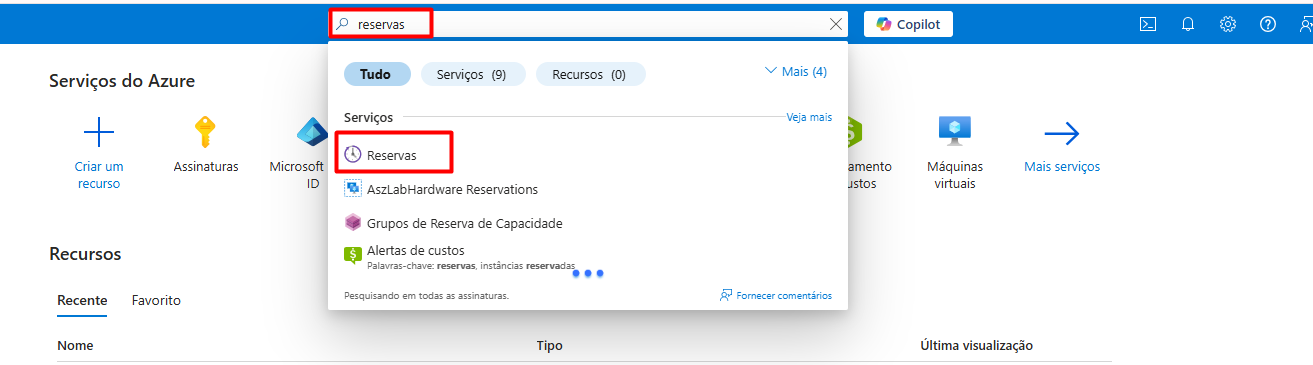 reservas
Copilot
Tudo
Serviços (9)
Recursos (0)
Mais (4)
Serviços do Azure
Serviços
Veja mais
Reservas
AszLabHardware Reservations
Grupos de Reserva de Capacidade
Alertas de custos
Palavras-chave: reservas, instâncias reservadas
Pesquisando em todas as assinaturas.
Fornecer comentários
Criar um
recurso
Assinaturas
Microsoft
ID
Máquinas
virtuais
Mais serviços
Recursos
Recente
Favorito
Nome
Tipo
Última visualização